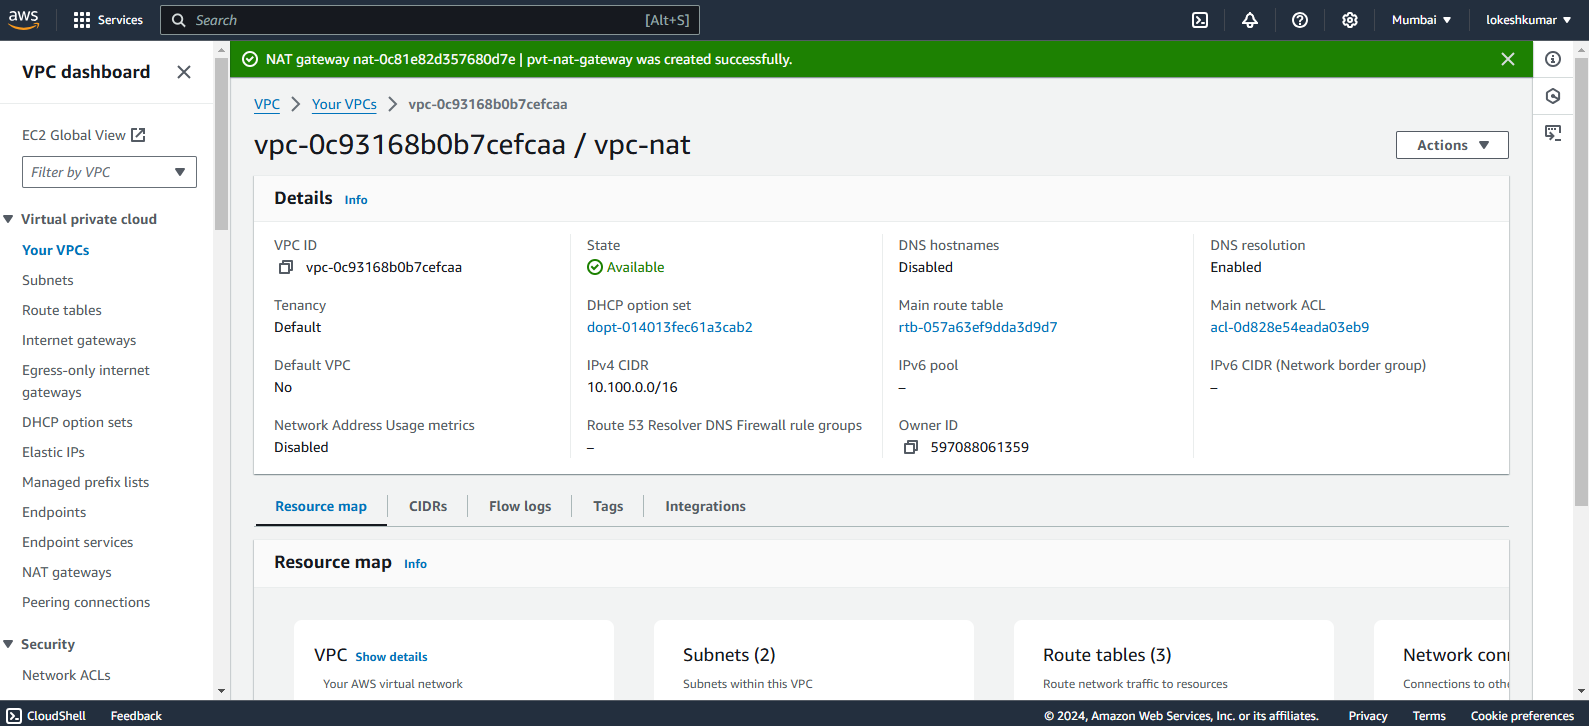 aws
Services
Search
[Alt+S]
Mumbai
lokeshkumar
VPC dashboard
EC2 Global View
Filter by VPC
Virtual private cloud
Your VPCs
Subnets
Route tables
Internet gateways
Egress-only internet
gateways
DHCP option sets
Elastic IPs
Managed prefix lists
Endpoints
Endpoint services
NAT gateways
Peering connections
Security
Network ACLs
NAT gateway nat-0c81e82d357680d7e | pvt-nat-gateway was created successfully.
VPC
Your VPCs
vpc-0c93168b0b7cefcaa
vpc-0c93168b0b7cefcaa / vpc-nat
Actions
Details Info
VPC ID
vpc-0c93168b0b7cefcaa
State
Available
DNS hostnames
Disabled
DNS resolution
Enabled
Tenancy
Default
DHCP option set
dopt-014013fec61a3cab2
Main route table
rtb-057a63ef9dda3d9d7
Main network ACL
acl-0d828e54eada03eb9
Default VPC
No
IPv4 CIDR
10.100.0.0/16
IPv6 pool
–
IPv6 CIDR (Network border group)
–
Network Address Usage metrics
Disabled
Route 53 Resolver DNS Firewall rule groups
–
Owner ID
597088061359
Resource map
CIDRs
Flow logs
Tags
Integrations
Resource map Info
VPC Show details
Your AWS virtual network
Subnets (2)
Subnets within this VPC
Route tables (3)
Route network traffic to resources
Network con
Connections to oth
CloudShell
Feedback
© 2024, Amazon Web Services, Inc. or its affiliates.
Privacy
Terms
Cookie preferences